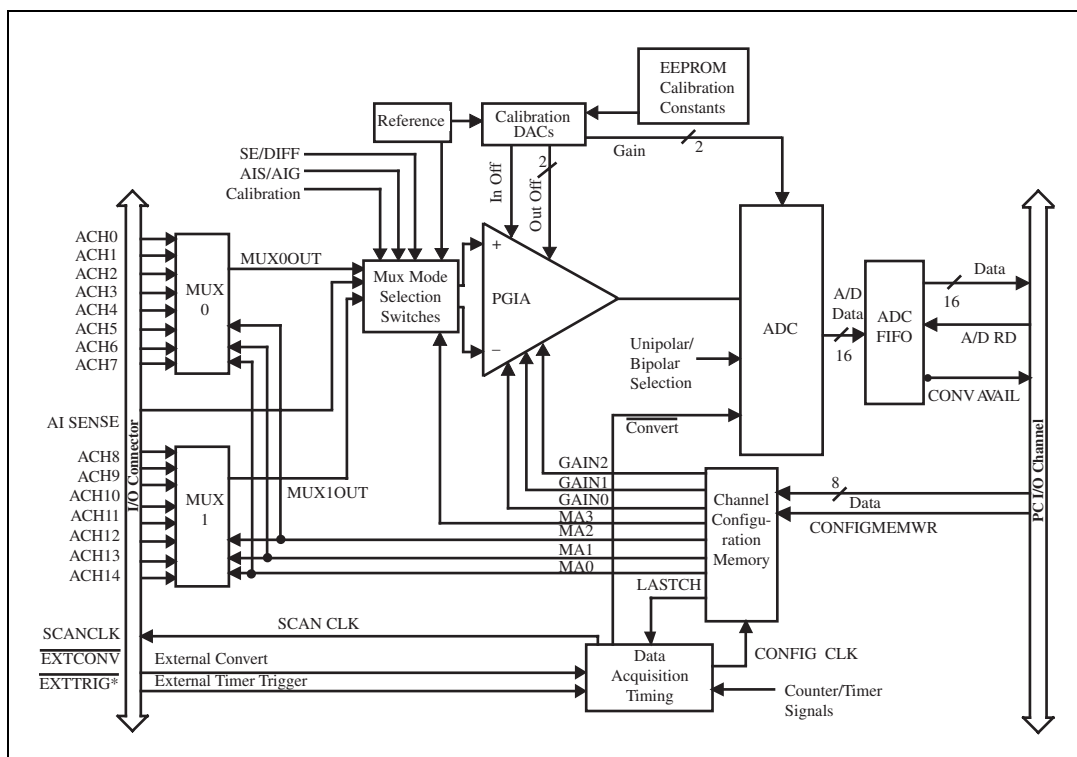 EEPROM
Calibration
Constants
Reference
Calibration
DACs
Gain
2
SE/DIFF
AIS/AIG
Calibration
In Off
Out Off
2
ACH0
ACH1
ACH2
ACH3
ACH4
ACH5
ACH6
ACH7
MUX
0
MUX0OUT
Mux Mode
Selection
Switches
+
PGIA
–
ADC
A/D
Data
16
ADC
FIFO
Data
16
A/D RD
CONV AVAIL
Unipolar/
Bipolar
Selection
Convert
AI SENSE
I/O Connector
PC I/O Channel
ACH8
ACH9
ACH10
ACH11
ACH12
ACH13
ACH14
MUX
1
MUX1OUT
GAIN2
GAIN1
GAIN0
MA3
MA2
MA1
MA0
Channel
Configu-
ration
Memory
8
Data
CONFIGMEMWR
LASTCH
SCANCLK
SCAN CLK
EXTCONV
External Convert
EXTTRIG*
External Timer Trigger
Data
Acquisition
Timing
CONFIG CLK
Counter/Timer
Signals